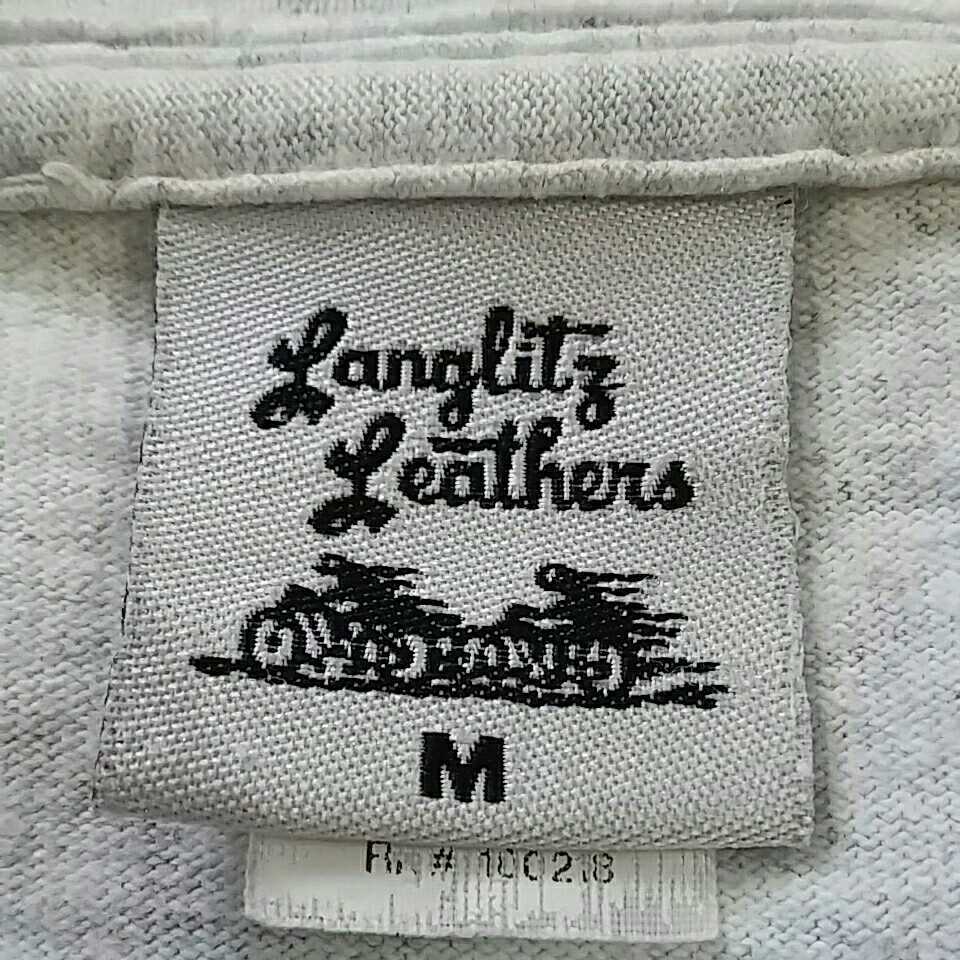 Langlitz
Leathers
M
RN # 100218